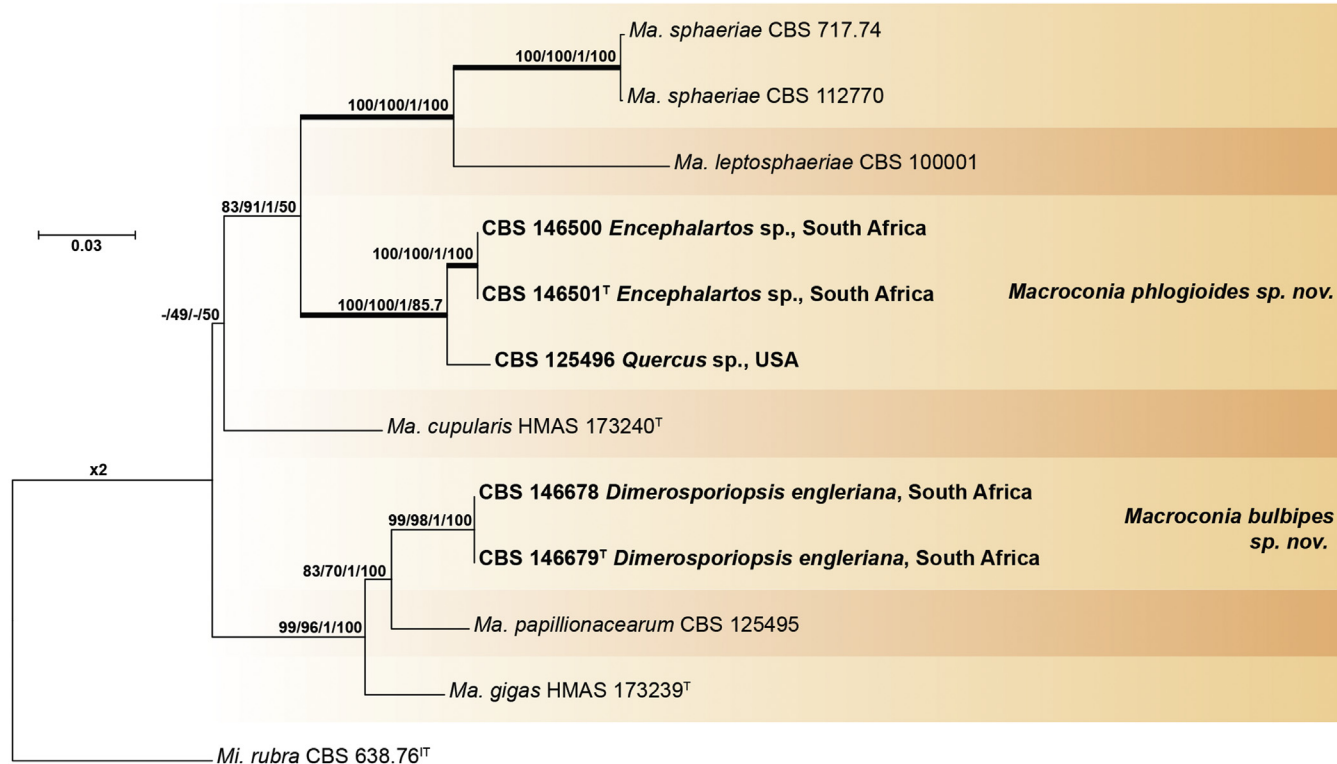 Ma. sphaeriae CBS 717.74
100/100/1/100
Ma. sphaeriae CBS 112770
100/100/1/100
Ma. leptosphaeriae CBS 100001
83/91/1/50
0.03
CBS 146500 Encephalartos sp., South Africa
100/100/1/100
CBS 146501ᵀ Encephalartos sp., South Africa
Macroconia phlogioides sp. nov.
100/100/1/85.7
-/49/-/50
CBS 125496 Quercus sp., USA
Ma. cupularis HMAS 173240ᵀ
x2
CBS 146678 Dimerosporiopsis engleriana, South Africa
Macroconia bulbipes
sp. nov.
99/98/1/100
CBS 146679ᵀ Dimerosporiopsis engleriana, South Africa
83/70/1/100
Ma. papillionacearum CBS 125495
99/96/1/100
Ma. gigas HMAS 173239ᵀ
Mi. rubra CBS 638.76ᴵᵀ